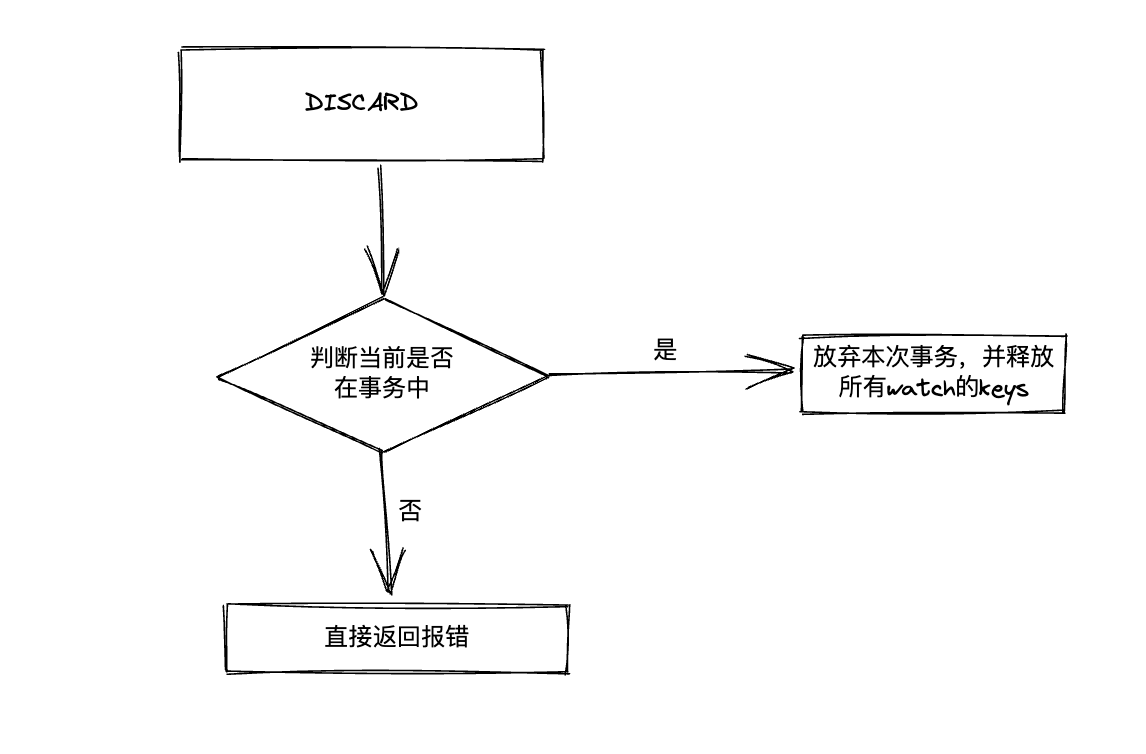 DISCARD
判断当前是否
在事务中
是
放弃本次事务，并释放
所有watch的keys
否
直接返回报错